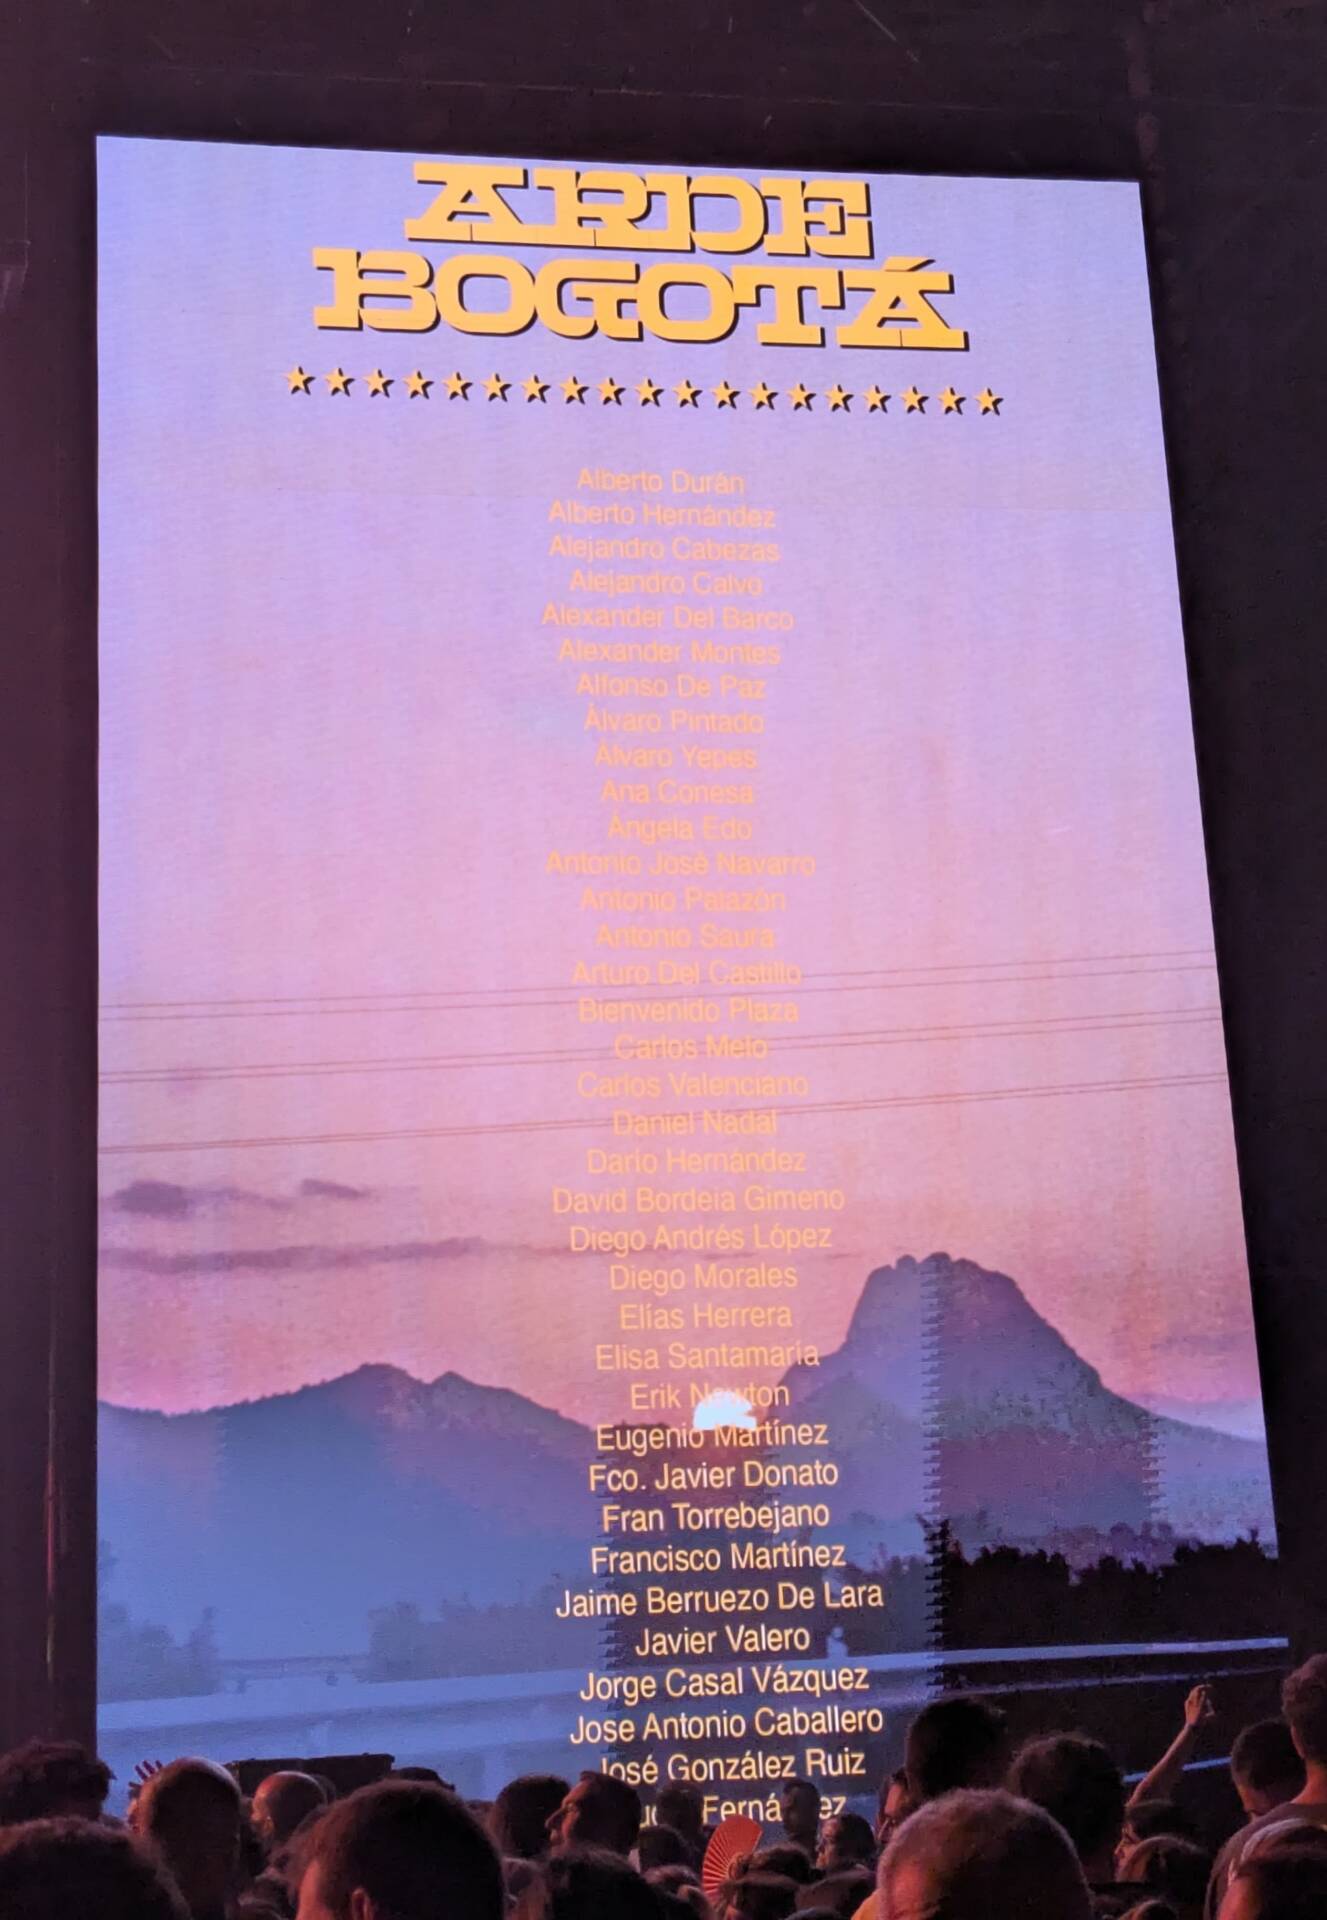 ARDE
BOGOTÁ
Alberto Durán
Alberto Hernández
Alejandro Cabezas
Alejandro Calvo
Alexander Del Barco
Alexander Montes
Alfonso De Paz
Álvaro Pintado
Álvaro Yepes
Ana Conesa
Ángela Edo
Antonio José Navarro
Antonio Palazón
Antonio Saura
Arturo Del Castillo
Bienvenido Plaza
Carlos Melo
Carlos Valenciano
Daniel Nadal
Darío Hernández
David Bordeia Gimeno
Diego Andrés López
Diego Morales
Elías Herrera
Elisa Santamaría
Erik Newton
Eugenio Martínez
Fco. Javier Donato
Fran Torrebejano
Francisco Martínez
Jaime Berruezo De Lara
Javier Valero
Jorge Casal Vázquez
Jose Antonio Caballero
José González Ruiz